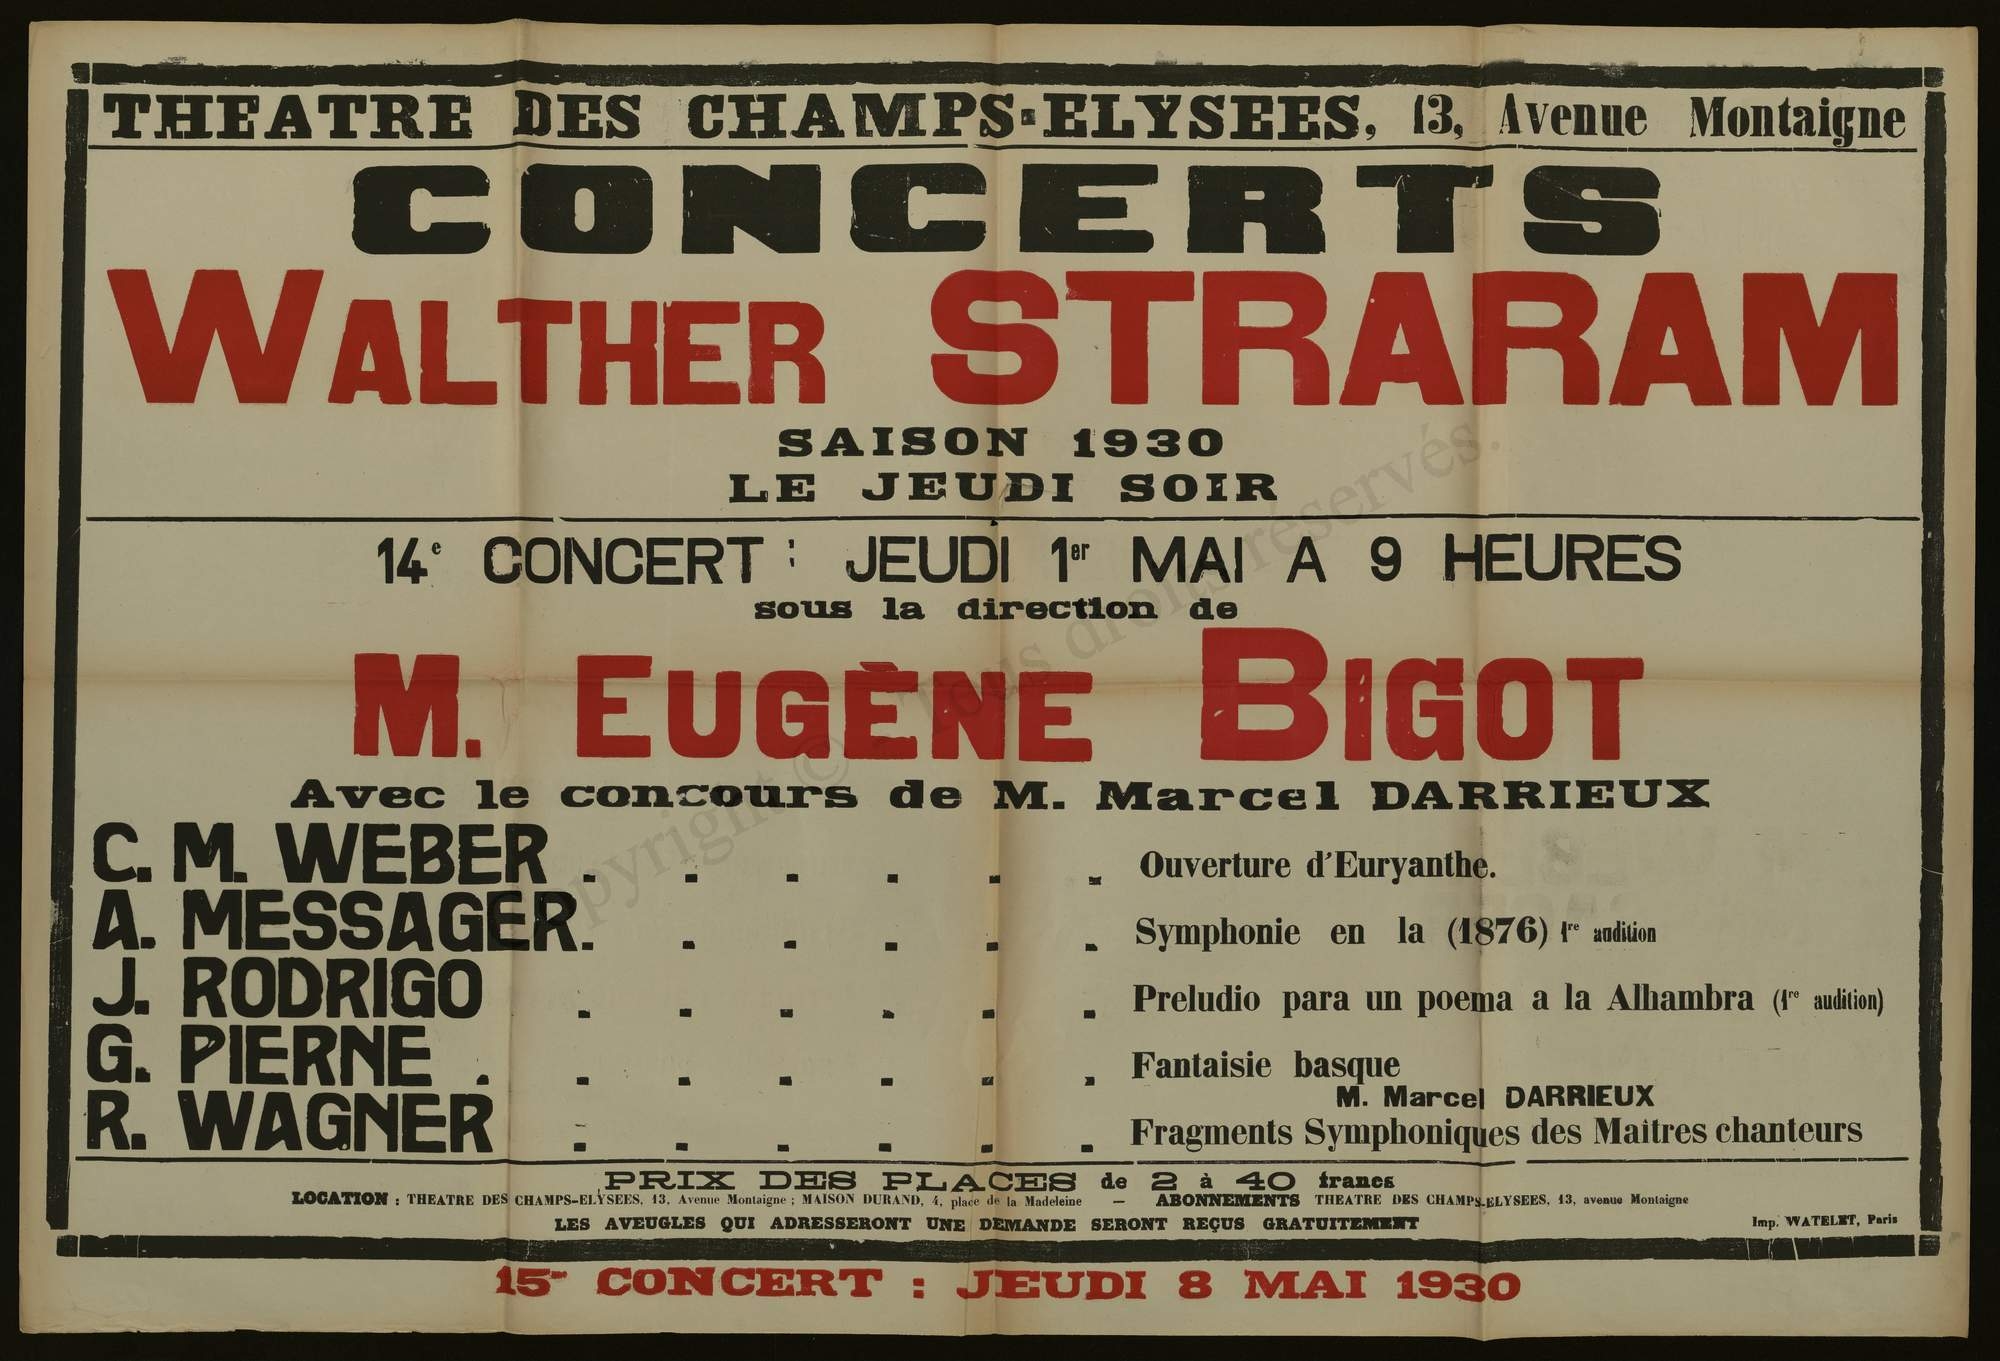 THEATRE DES CHAMPS-ELYSEES, 13, Avenue Montaigne
CONCERTS
WALTHER STRARAM
SAISON 1930
LE JEUDI SOIR
14e CONCERT : JEUDI 1er MAI A 9 HEURES
sous la direction de
M. EUGÈNE BIGOT
Avec le concours de M. Marcel DARRIEUX
C. M. WEBER . . . . . . Ouverture d'Euryanthe.
A. MESSAGER. . . . . . Symphonie en la (1876) 1re audition
J. RODRIGO . . . . . . Preludio para un poema a la Alhambra (1re audition)
G. PIERNE . . . . . . . Fantaisie basque
M. Marcel DARRIEUX
R. WAGNER . . . . . . Fragments Symphoniques des Maitres chanteurs
PRIX DES PLACES de 2 à 40 francs
LOCATION : THEATRE DES CHAMPS-ELYSEES, 13, Avenue Montaigne ; MAISON DURAND, 4, place de la Madeleine — ABONNEMENTS THEATRE DES CHAMPS-ELYSEES, 13, avenue Montaigne
LES AVEUGLES QUI ADRESSERONT UNE DEMANDE SERONT REÇUS GRATUITEMENT
Imp. WATELET, Paris
15me CONCERT : JEUDI 8 MAI 1930
Copyright © - Tous droits réservés.